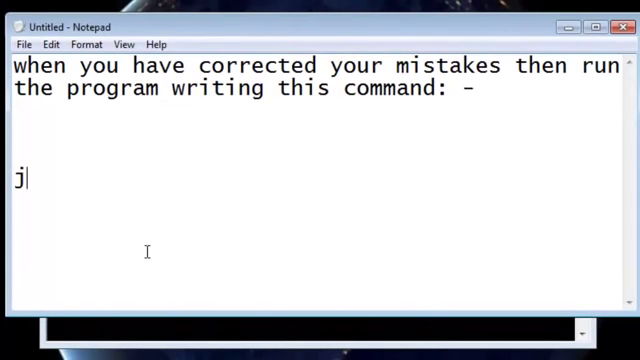 Untitled - Notepad
File Edit Format View Help
when you have corrected your mistakes then run
the program writing this command: -
j